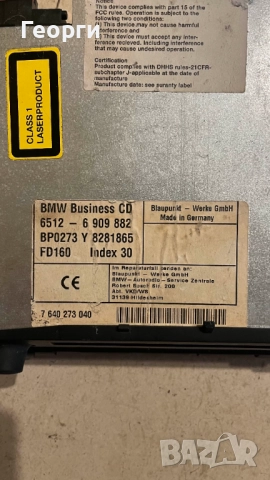 Notice
This device complies with part 15 of the
FCC rules. Operation is subject to the
following two conditions:
(1) This device may not cause harmful
interference and
(2) This device must accept any inter-
ference recieved, including interference
that may cause undesired operation.
Certification
Product complies with DHHS rules-21CFR-
subchapter J-applicable at the date of
manufacture
Manufacture date: see warranty label
CLASS 1
LASERPRODUCT
Георги
BMW Business CD
6512 - 6 909 882
BP0273 Y 8281865
FD160 Index 30
Blaupunkt - Werke GmbH
Made in Germany
Im Reparaturfall senden an:
Blaupunkt - Werke GmbH
BMW-Autoradio-Service Zentrale
Robert Bosch Str. 200
Abt. VKD/WS
31139 Hildesheim
CE
7 640 273 040
bazar.bg